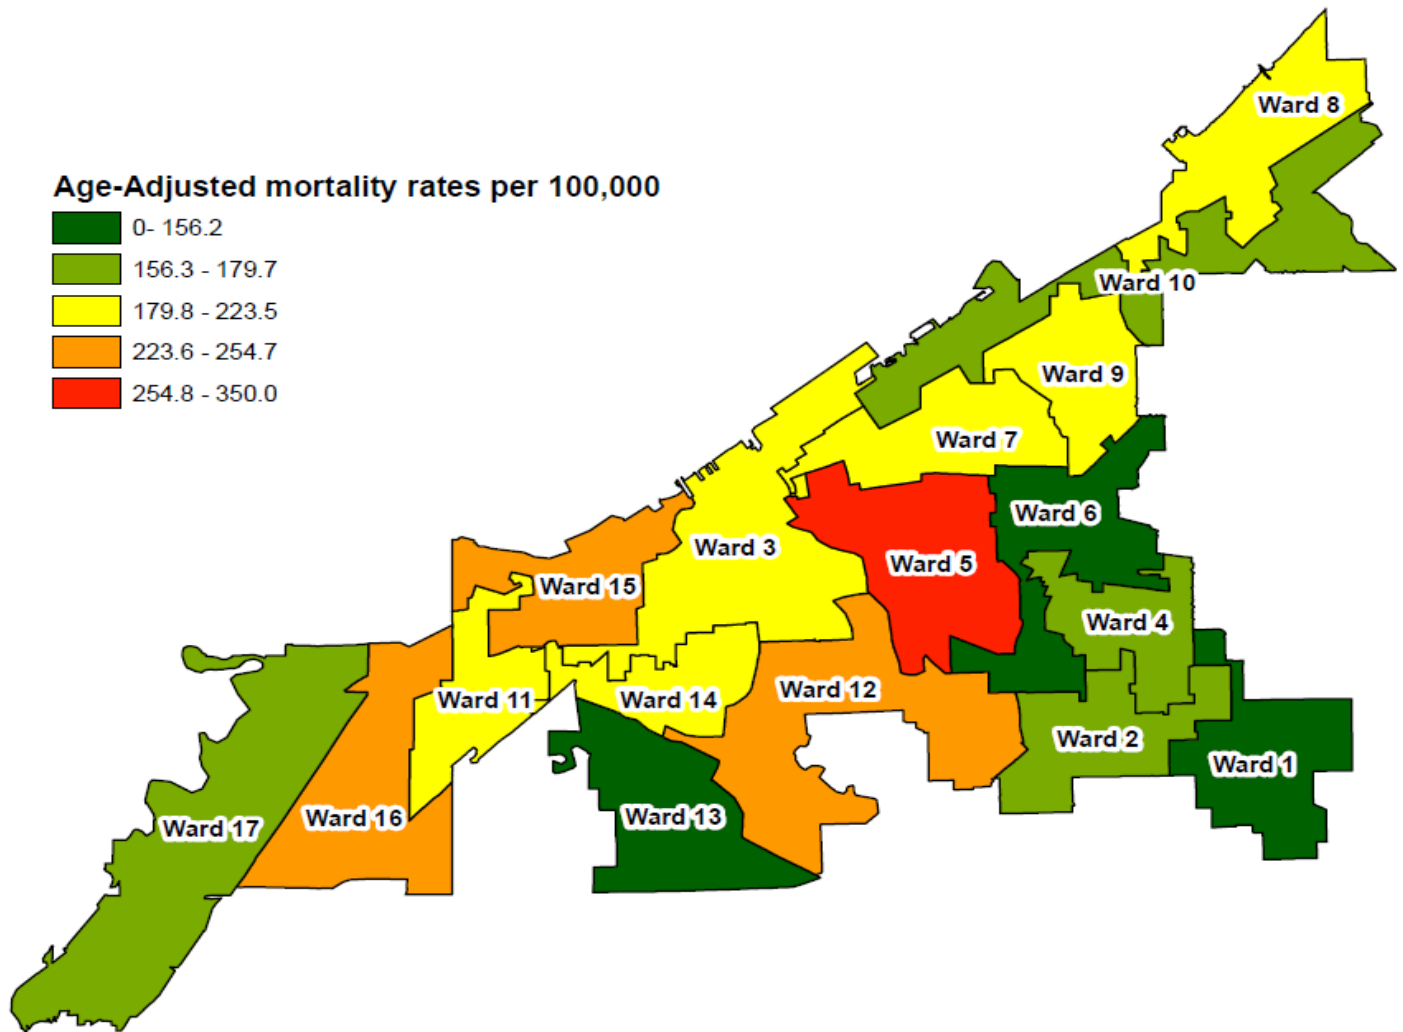 Ward 8
Age-Adjusted mortality rates per 100,000
0- 156.2
156.3 - 179.7
179.8 - 223.5
223.6 - 254.7
254.8 - 350.0
Ward 10
Ward 9
Ward 7
Ward 6
Ward 3
Ward 5
Ward 15
Ward 4
Ward 12
Ward 11
Ward 14
Ward 2
Ward 1
Ward 16
Ward 13
Ward 17